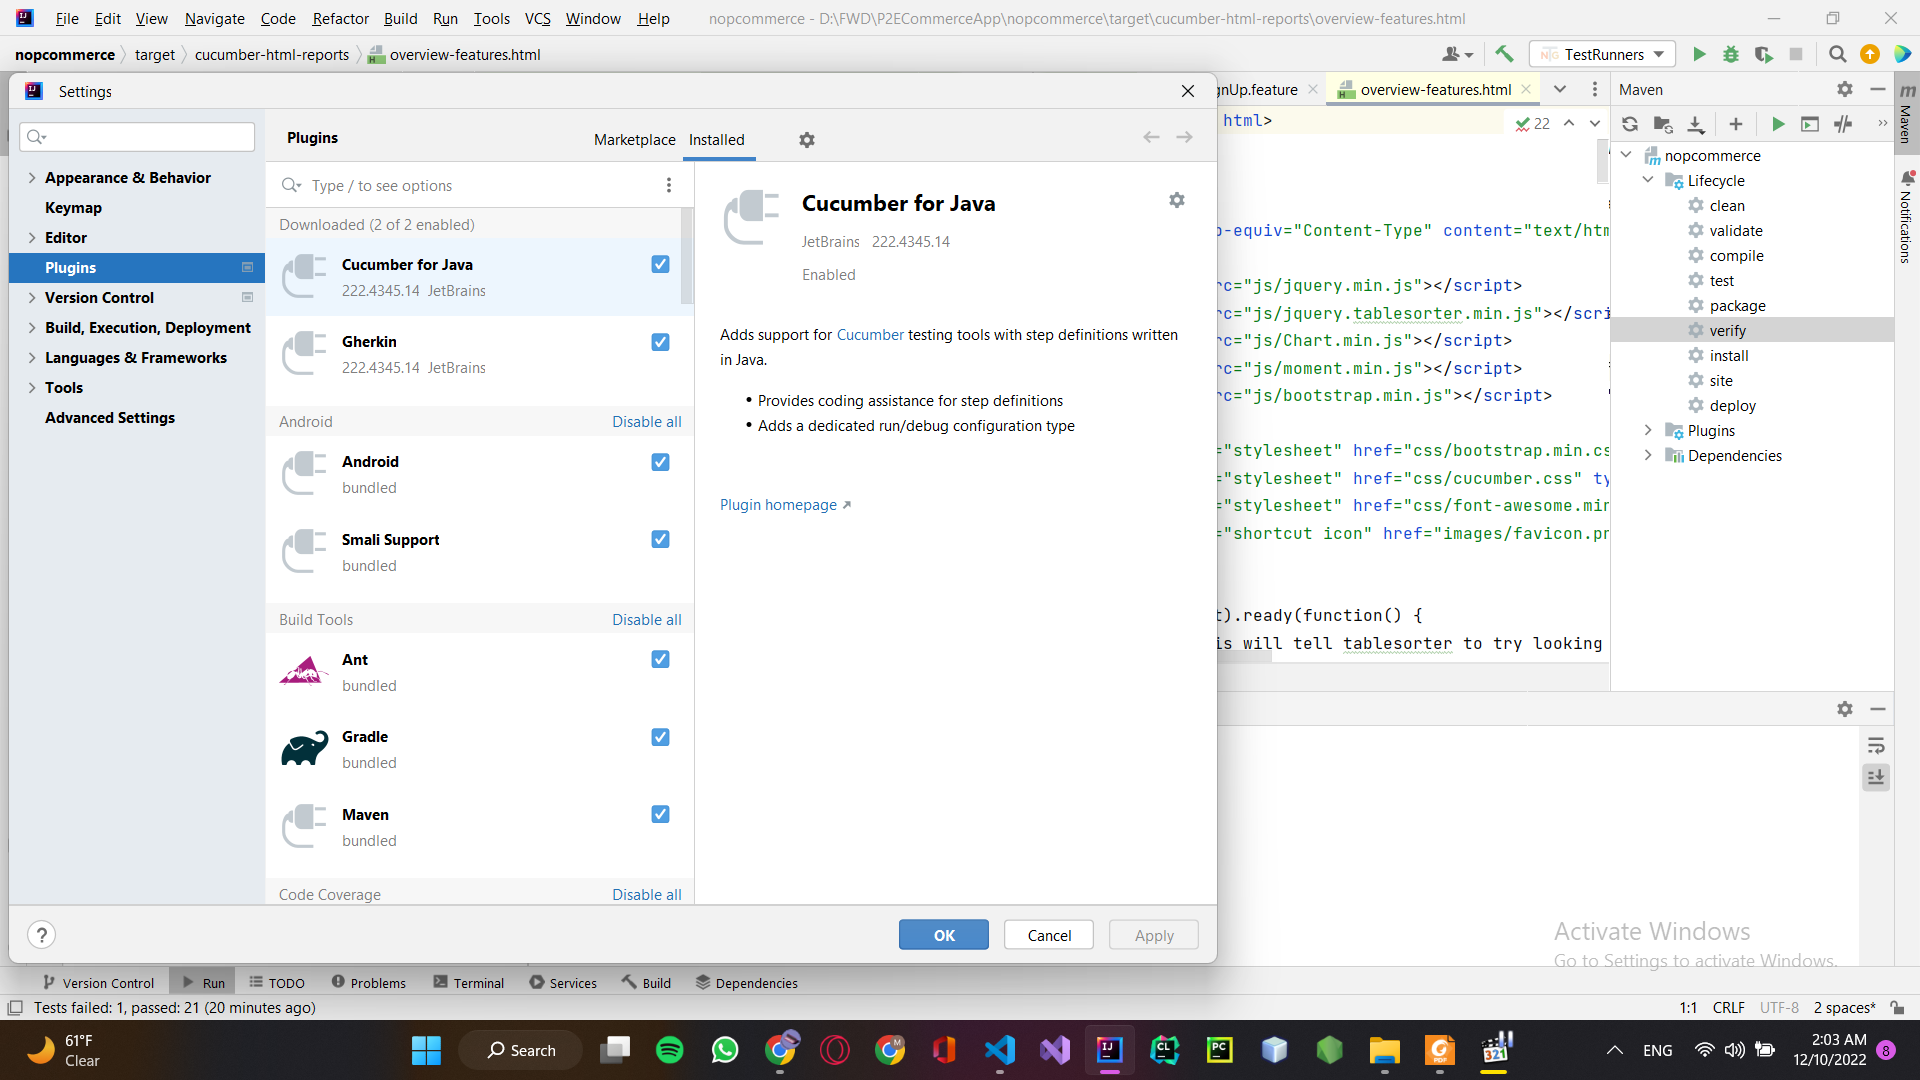 File Edit View Navigate Code Refactor Build Run Tools VCS Window Help nopcommerce - D:\FWD\P2ECommerceApp\nopcommerce\target\cucumber-html-reports\overview-features.html
nopcommerce target cucumber-html-reports overview-features.html TestRunners
Settings
Plugins
Marketplace Installed
Type / to see options
Appearance & Behavior
Keymap
Editor
Plugins
Version Control
Build, Execution, Deployment
Languages & Frameworks
Tools
Advanced Settings
Downloaded (2 of 2 enabled)
Cucumber for Java
222.4345.14 JetBrains
Gherkin
222.4345.14 JetBrains
Android Disable all
Android
bundled
Smali Support
bundled
Build Tools Disable all
Ant
bundled
Gradle
bundled
Maven
bundled
Code Coverage Disable all
Cucumber for Java
JetBrains 222.4345.14
Enabled
Adds support for Cucumber testing tools with step definitions written
in Java.
• Provides coding assistance for step definitions
• Adds a dedicated run/debug configuration type
Plugin homepage
? OK Cancel Apply
gnUp.feature overview-features.html
html> 22
p-equiv="Content-Type" content="text/htm
rc="js/jquery.min.js"></script>
rc="js/jquery.tablesorter.min.js"></scri
rc="js/Chart.min.js"></script>
rc="js/moment.min.js"></script>
rc="js/bootstrap.min.js"></script>
="stylesheet" href="css/bootstrap.min.cs
="stylesheet" href="css/cucumber.css" ty
="stylesheet" href="css/font-awesome.min
="shortcut icon" href="images/favicon.pn
t).ready(function() {
is will tell tablesorter to try looking
Maven
nopcommerce
Lifecycle
clean
validate
compile
test
package
verify
install
site
deploy
Plugins
Dependencies
Maven
Notifications
Activate Windows
Go to Settings to activate Windows.
Version Control Run TODO Problems Terminal Services Build Dependencies
Tests failed: 1, passed: 21 (20 minutes ago) 1:1 CRLF UTF-8 2 spaces*
61°F
Clear
Search
ENG
2:03 AM
12/10/2022
8